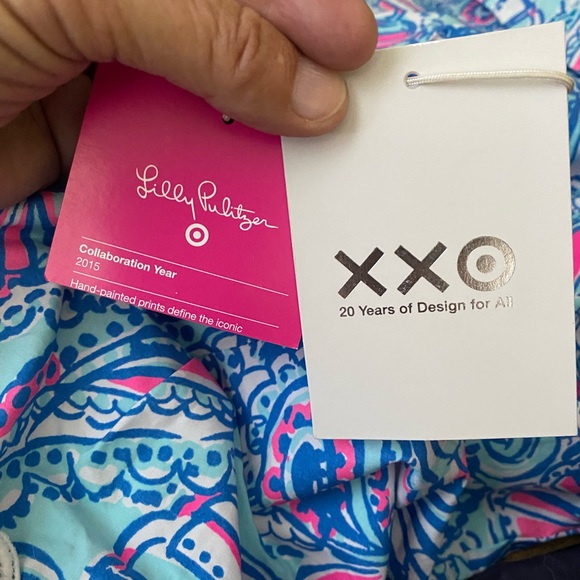 Lilly Pulitzer
Collaboration Year
2015
Hand-painted prints define the iconic
XXO
20 Years of Design for All